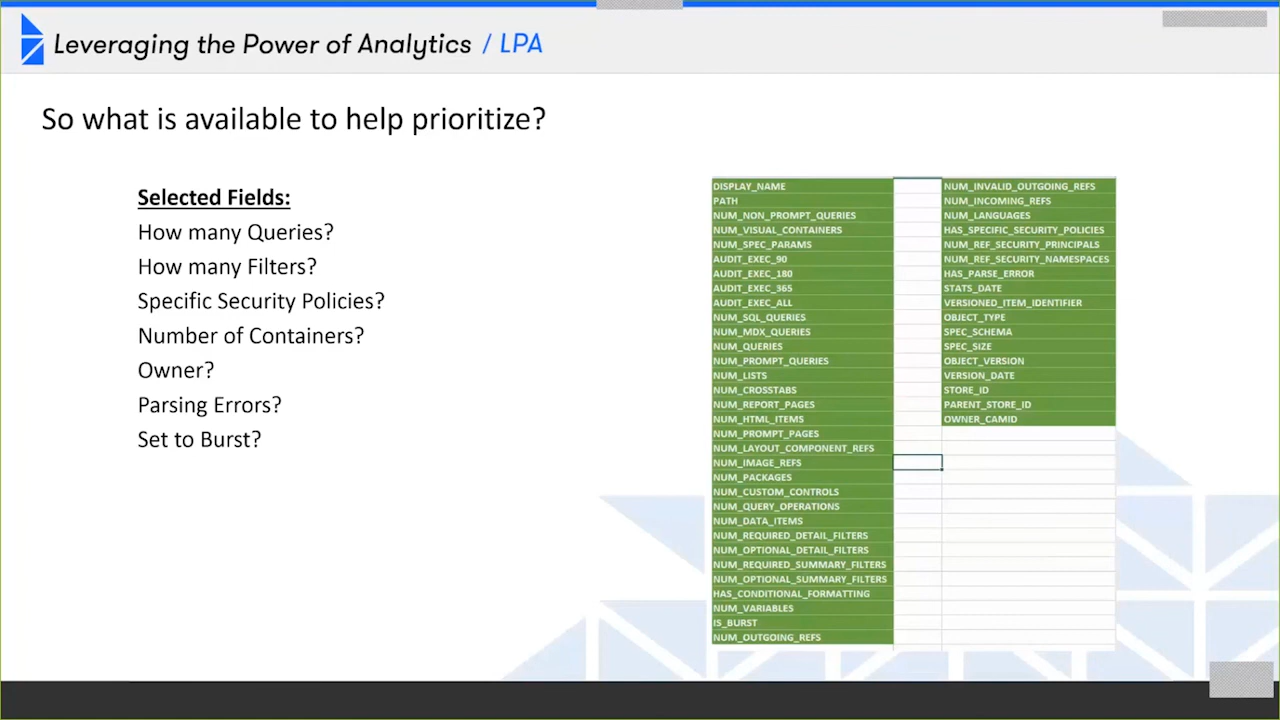 Leveraging the Power of Analytics / LPA
So what is available to help prioritize?
Selected Fields:
How many Queries?
How many Filters?
Specific Security Policies?
Number of Containers?
Owner?
Parsing Errors?
Set to Burst?
DISPLAY_NAME
PATH
NUM_NON_PROMPT_QUERIES
NUM_VISUAL_CONTAINERS
NUM_SPEC_PARAMS
AUDIT_EXEC_90
AUDIT_EXEC_180
AUDIT_EXEC_365
AUDIT_EXEC_ALL
NUM_SQL_QUERIES
NUM_MDX_QUERIES
NUM_QUERIES
NUM_PROMPT_QUERIES
NUM_LISTS
NUM_CROSSTABS
NUM_REPORT_PAGES
NUM_HTML_ITEMS
NUM_PROMPT_PAGES
NUM_LAYOUT_COMPONENT_REFS
NUM_IMAGE_REFS
NUM_PACKAGES
NUM_CUSTOM_CONTROLS
NUM_QUERY_OPERATIONS
NUM_DATA_ITEMS
NUM_REQUIRED_DETAIL_FILTERS
NUM_OPTIONAL_DETAIL_FILTERS
NUM_REQUIRED_SUMMARY_FILTERS
NUM_OPTIONAL_SUMMARY_FILTERS
HAS_CONDITIONAL_FORMATTING
NUM_VARIABLES
IS_BURST
NUM_OUTGOING_REFS
NUM_INVALID_OUTGOING_REFS
NUM_INCOMING_REFS
NUM_LANGUAGES
HAS_SPECIFIC_SECURITY_POLICIES
NUM_REF_SECURITY_PRINCIPALS
NUM_REF_SECURITY_NAMESPACES
HAS_PARSE_ERROR
STATS_DATE
VERSIONED_ITEM_IDENTIFIER
OBJECT_TYPE
SPEC_SCHEMA
SPEC_SIZE
OBJECT_VERSION
VERSION_DATE
STORE_ID
PARENT_STORE_ID
OWNER_CAMID